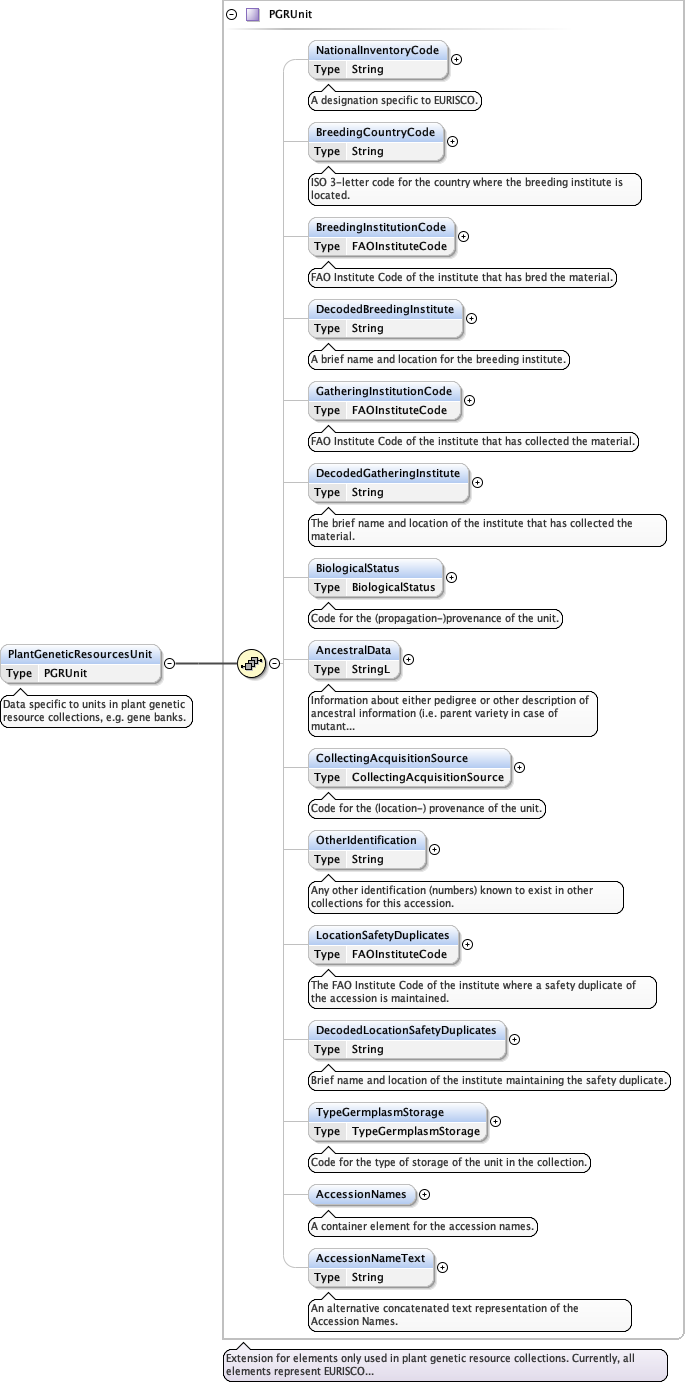 PGRUnit
NationalInventoryCode
Type String
A designation specific to EURISCO.
BreedingCountryCode
Type String
ISO 3-letter code for the country where the breeding institute is
located.
BreedingInstitutionCode
Type FAOInstituteCode
FAO Institute Code of the institute that has bred the material.
DecodedBreedingInstitute
Type String
A brief name and location for the breeding institute.
GatheringInstitutionCode
Type FAOInstituteCode
FAO Institute Code of the institute that has collected the material.
DecodedGatheringInstitute
Type String
The brief name and location of the institute that has collected the
material.
BiologicalStatus
Type BiologicalStatus
Code for the (propagation-)provenance of the unit.
PlantGeneticResourcesUnit
Type PGRUnit
Data specific to units in plant genetic
resource collections, e.g. gene banks.
AncestralData
Type StringL
Information about either pedigree or other description of
ancestral information (i.e. parent variety in case of
mutant...
CollectingAcquisitionSource
Type CollectingAcquisitionSource
Code for the (location-) provenance of the unit.
OtherIdentification
Type String
Any other identification (numbers) known to exist in other
collections for this accession.
LocationSafetyDuplicates
Type FAOInstituteCode
The FAO Institute Code of the institute where a safety duplicate of
the accession is maintained.
DecodedLocationSafetyDuplicates
Type String
Brief name and location of the institute maintaining the safety duplicate.
TypeGermplasmStorage
Type TypeGermplasmStorage
Code for the type of storage of the unit in the collection.
AccessionNames
A container element for the accession names.
AccessionNameText
Type String
An alternative concatenated text representation of the
Accession Names.
Extension for elements only used in plant genetic resource collections. Currently, all
elements represent EURISCO...